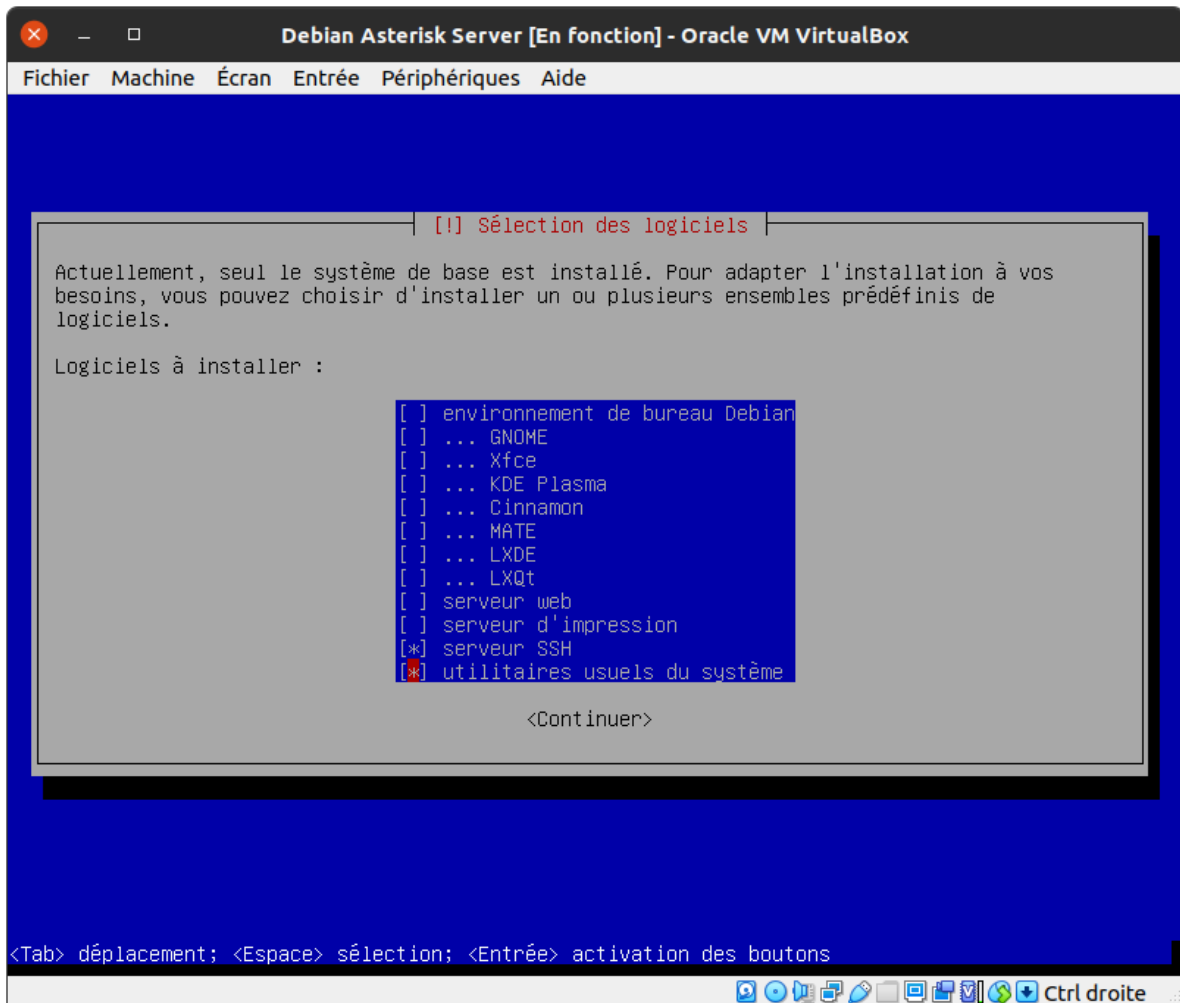 Debian Asterisk Server [En fonction] - Oracle VM VirtualBox
Fichier Machine Écran Entrée Périphériques Aide
[!] Sélection des logiciels
Actuellement, seul le système de base est installé. Pour adapter l'installation à vos
besoins, vous pouvez choisir d'installer un ou plusieurs ensembles prédéfinis de
logiciels.
Logiciels à installer :
[ ] environnement de bureau Debian
[ ] ... GNOME
[ ] ... Xfce
[ ] ... KDE Plasma
[ ] ... Cinnamon
[ ] ... MATE
[ ] ... LXDE
[ ] ... LXQt
[ ] serveur web
[ ] serveur d'impression
[*] serveur SSH
[*] utilitaires usuels du système
<Continuer>
<Tab> déplacement; <Espace> sélection; <Entrée> activation des boutons
Ctrl droite